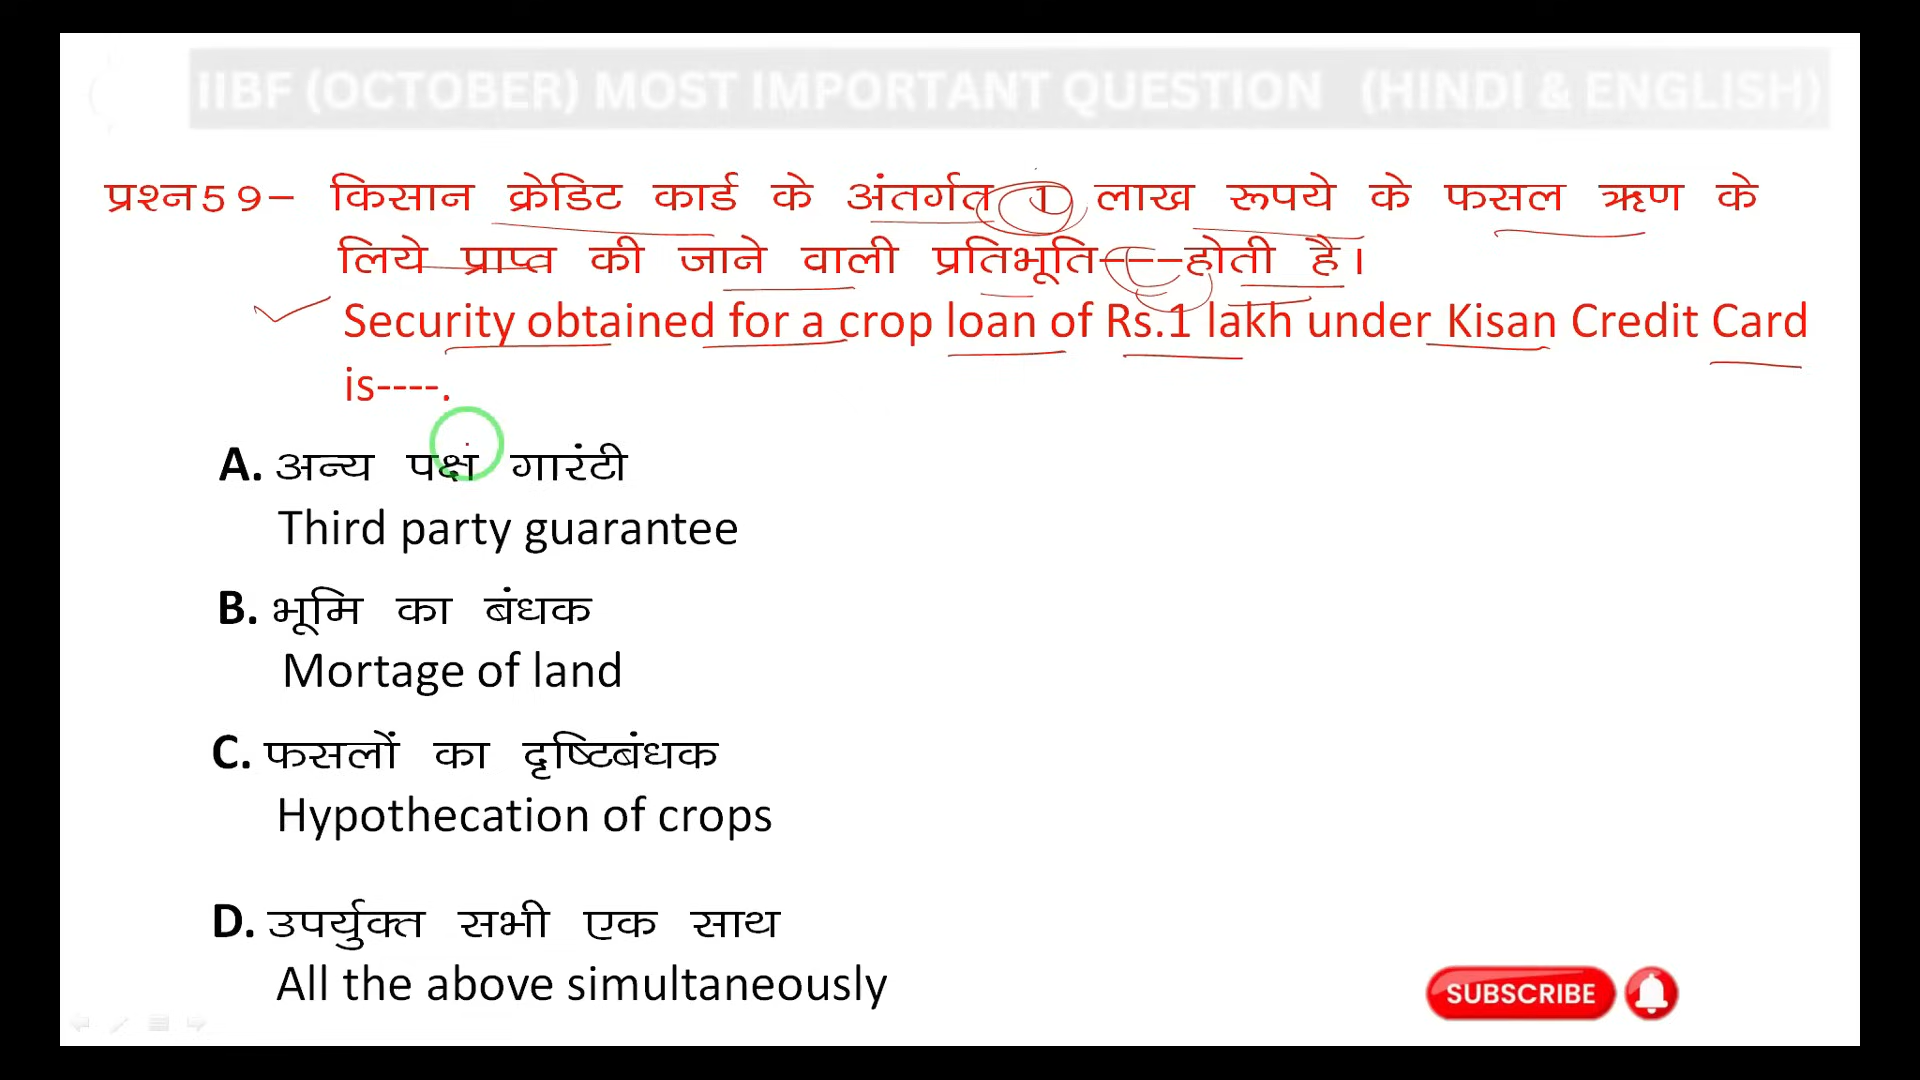 IIBF (OCTOBER) MOST IMPORTANT QUESTION (HINDI & ENGLISH)
प्रश्न59– किसान क्रेडिट कार्ड के अंतर्गत 1 लाख रूपये के फसल ऋण के
लिये प्राप्त की जाने वाली प्रतिभूति–––होती है।
Security obtained for a crop loan of Rs.1 lakh under Kisan Credit Card
is----.
A. अन्य पक्ष गारंटी
Third party guarantee
B. भूमि का बंधक
Mortage of land
C. फसलों का दृष्टिबंधक
Hypothecation of crops
D. उपर्युक्त सभी एक साथ
All the above simultaneously
SUBSCRIBE